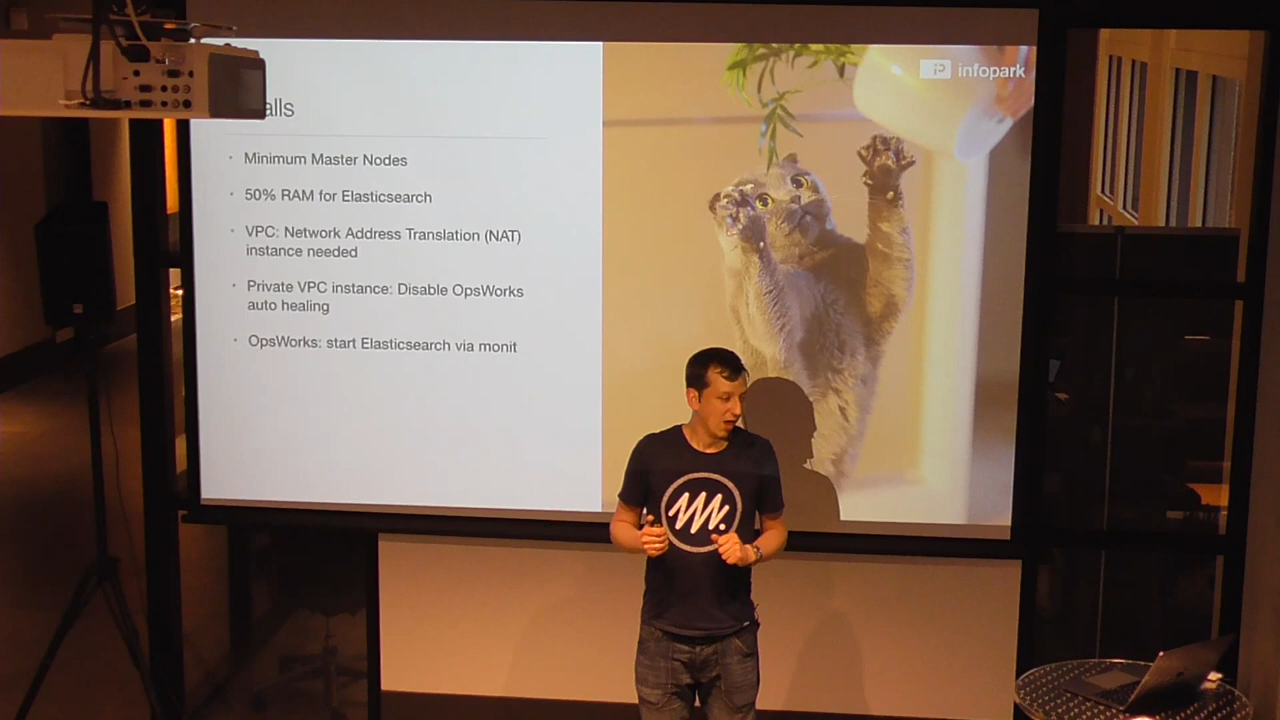 infopark
alls
· Minimum Master Nodes
· 50% RAM for Elasticsearch
· VPC: Network Address Translation (NAT)
instance needed
· Private VPC instance: Disable OpsWorks
auto healing
· OpsWorks: start Elasticsearch via monit